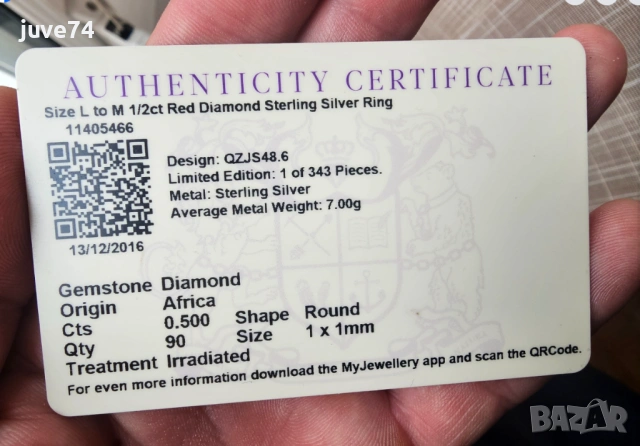 juve74
AUTHENTICITY CERTIFICATE
Size L to M 1/2ct Red Diamond Sterling Silver Ring
11405466
Design: QZJS48.6
Limited Edition: 1 of 343 Pieces.
Metal: Sterling Silver
Average Metal Weight: 7.00g
13/12/2016
Gemstone Diamond
Origin Africa
Cts 0.500 Shape Round
Qty 90 Size 1 x 1mm
Treatment Irradiated
For even more information download the MyJewellery app and scan the QRCode.
BAZAR